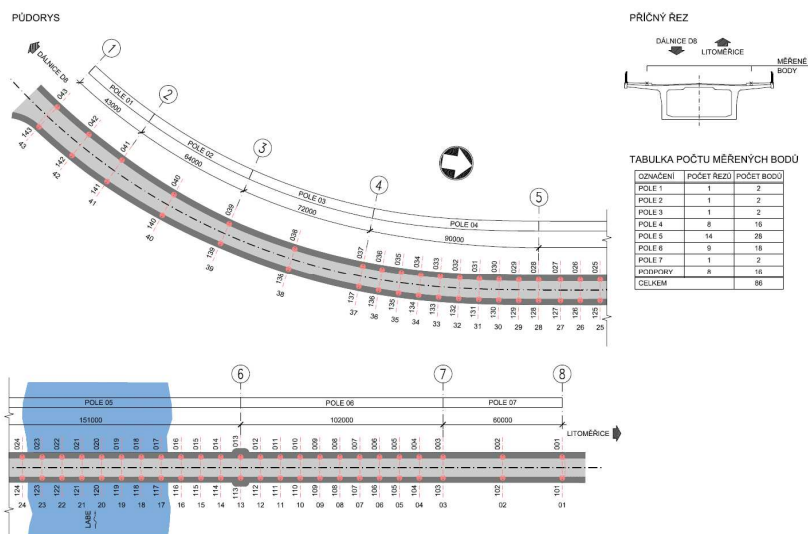 PŮDORYS
DÁLNICE D8
1
2
3
4
5
POLE 01
POLE 02
POLE 03
POLE 04
43000
64000
72000
90000
043 042 041 040 039 038 037 036 035 034 033 032 031 030 029 028 027 026 025
143 142 141 140 139 138 137 136 135 134 133 132 131 130 129 128 127 126 125
43 42 41 40 39 38 37 36 35 34 33 32 31 30 29 28 27 26 25
PŘÍČNÝ ŘEZ
DÁLNICE D8
LITOMĚŘICE
MĚŘENÉ
BODY
TABULKA POČTU MĚŘENÝCH BODŮ
OZNAČENÍ POČET ŘEZŮ POČET BODŮ
POLE 1 1 2
POLE 2 1 2
POLE 3 1 2
POLE 4 8 16
POLE 5 14 28
POLE 6 9 18
POLE 7 1 2
PODPORY 8 16
CELKEM 86
6
7
8
POLE 05
POLE 06
POLE 07
151000
102000
60000
LITOMĚŘICE
024 023 022 021 020 019 018 017 016 015 014 013 012 011 010 009 008 007 006 005 004 003 002 001
124 123 122 121 120 119 118 117 116 115 114 113 112 111 110 109 108 107 106 105 104 103 102 101
24 23 22 21 20 19 18 17 16 15 14 13 12 11 10 09 08 07 06 05 04 03 02 01
LABE